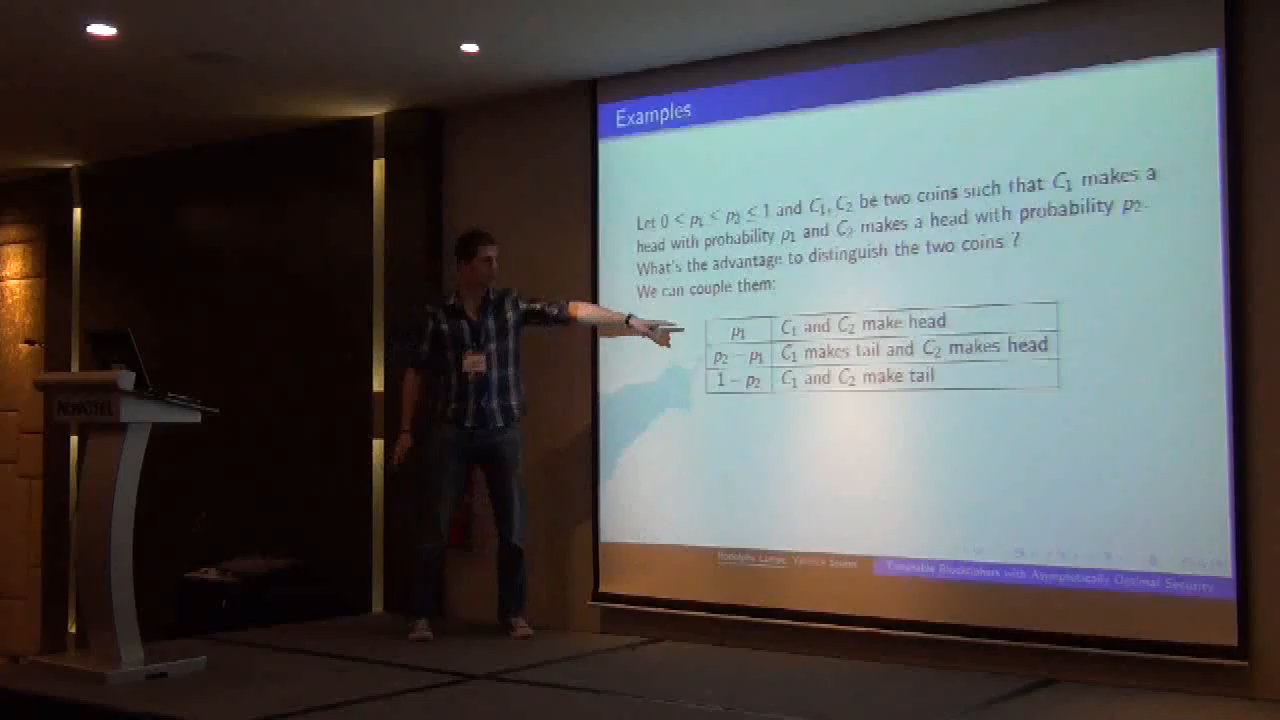 Examples
Let 0 ≤ p₁ ≤ p₂ ≤ 1 and C₁, C₂ be two coins such that C₁ makes a
head with probability p₁ and C₂ makes a head with probability p₂.
What's the advantage to distinguish the two coins ?
We can couple them:
p₁ C₁ and C₂ make head
p₂ − p₁ C₁ makes tail and C₂ makes head
1 − p₂ C₁ and C₂ make tail
Yannick Seurin
Tweakable Blockciphers with Asymptotically Optimal Security
NOVOTEL